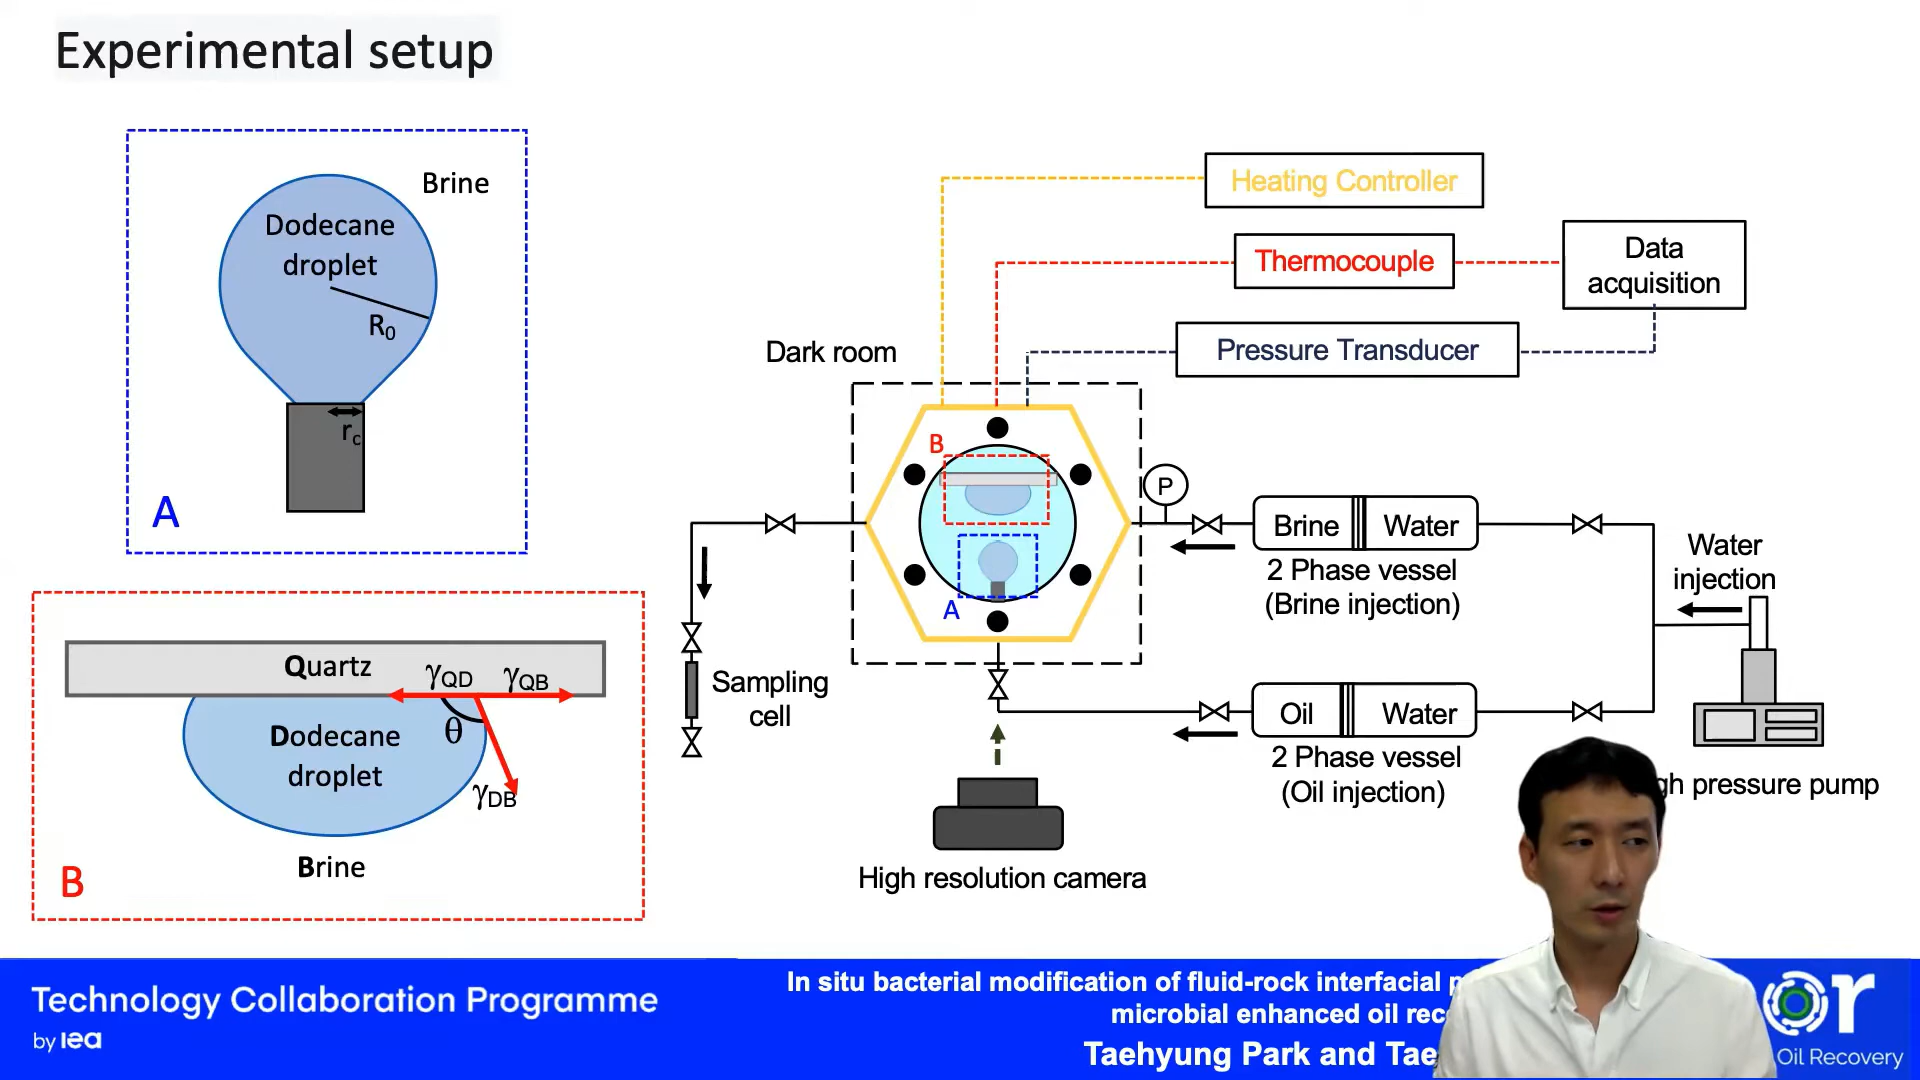 Experimental setup
Brine
Dodecane
droplet
R0
rc
A
Quartz
γQD
γQB
θ
Dodecane
droplet
γDB
Brine
B
Heating Controller
Thermocouple
Data
acquisition
Pressure Transducer
Dark room
B
A
P
Brine
Water
2 Phase vessel
(Brine injection)
Water
injection
Sampling
cell
Oil
Water
2 Phase vessel
(Oil injection)
pressure pump
High resolution camera
Technology Collaboration Programme
by iea
In situ bacterial modification of fluid-rock interfacial
microbial enhanced oil
Taehyung Park and
or
Oil Recovery